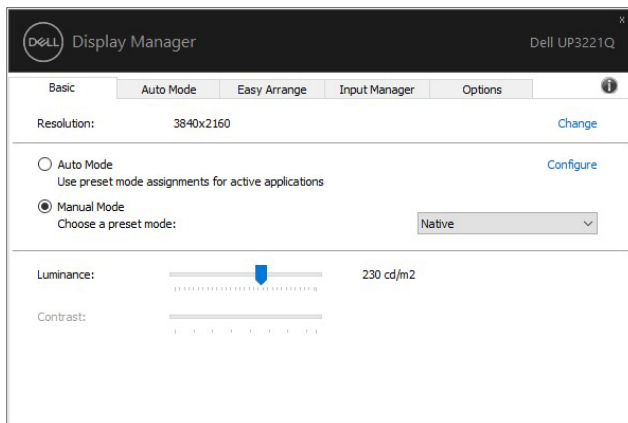 x
DELL Display Manager Dell UP3221Q
Basic Auto Mode Easy Arrange Input Manager Options i
Resolution: 3840x2160 Change
Auto Mode Configure
Use preset mode assignments for active applications
Manual Mode
Choose a preset mode: Native
Luminance: 230 cd/m2
Contrast: